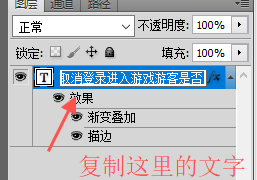 图层 通道 路径
正常 不透明度: 100%
锁定: 填充: 100%
T 取消登录进入游戏游客是否 fx
效果
渐变叠加
描边
复制这里的文字